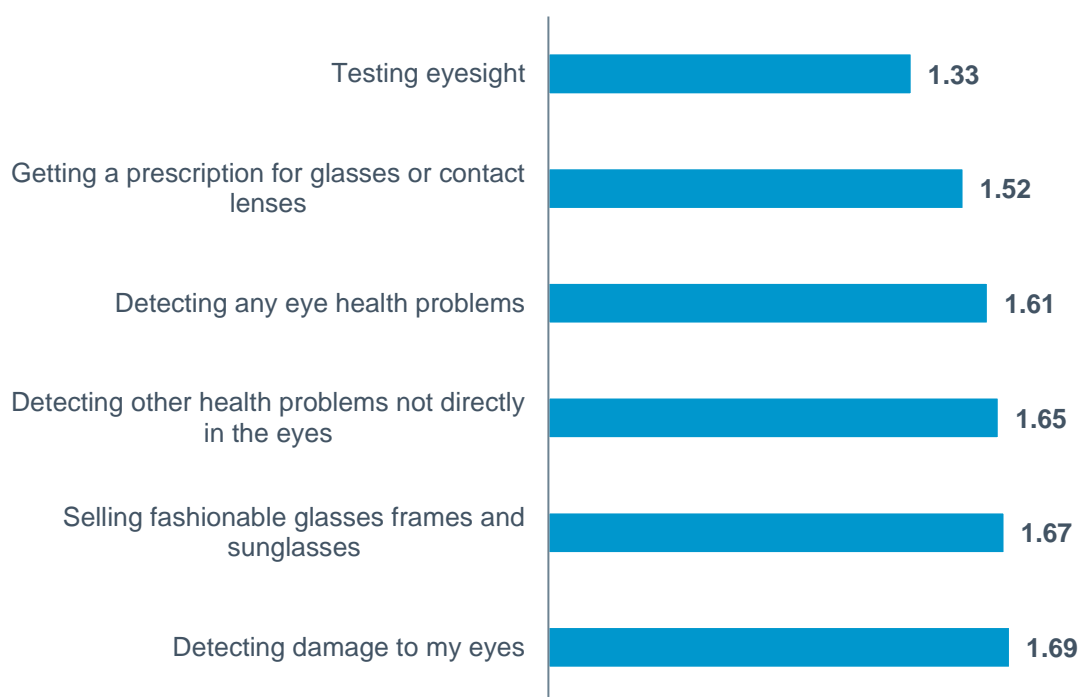 Testing eyesight
1.33
Getting a prescription for glasses or contact
lenses
1.52
Detecting any eye health problems
1.61
Detecting other health problems not directly
in the eyes
1.65
Selling fashionable glasses frames and
sunglasses
1.67
Detecting damage to my eyes
1.69